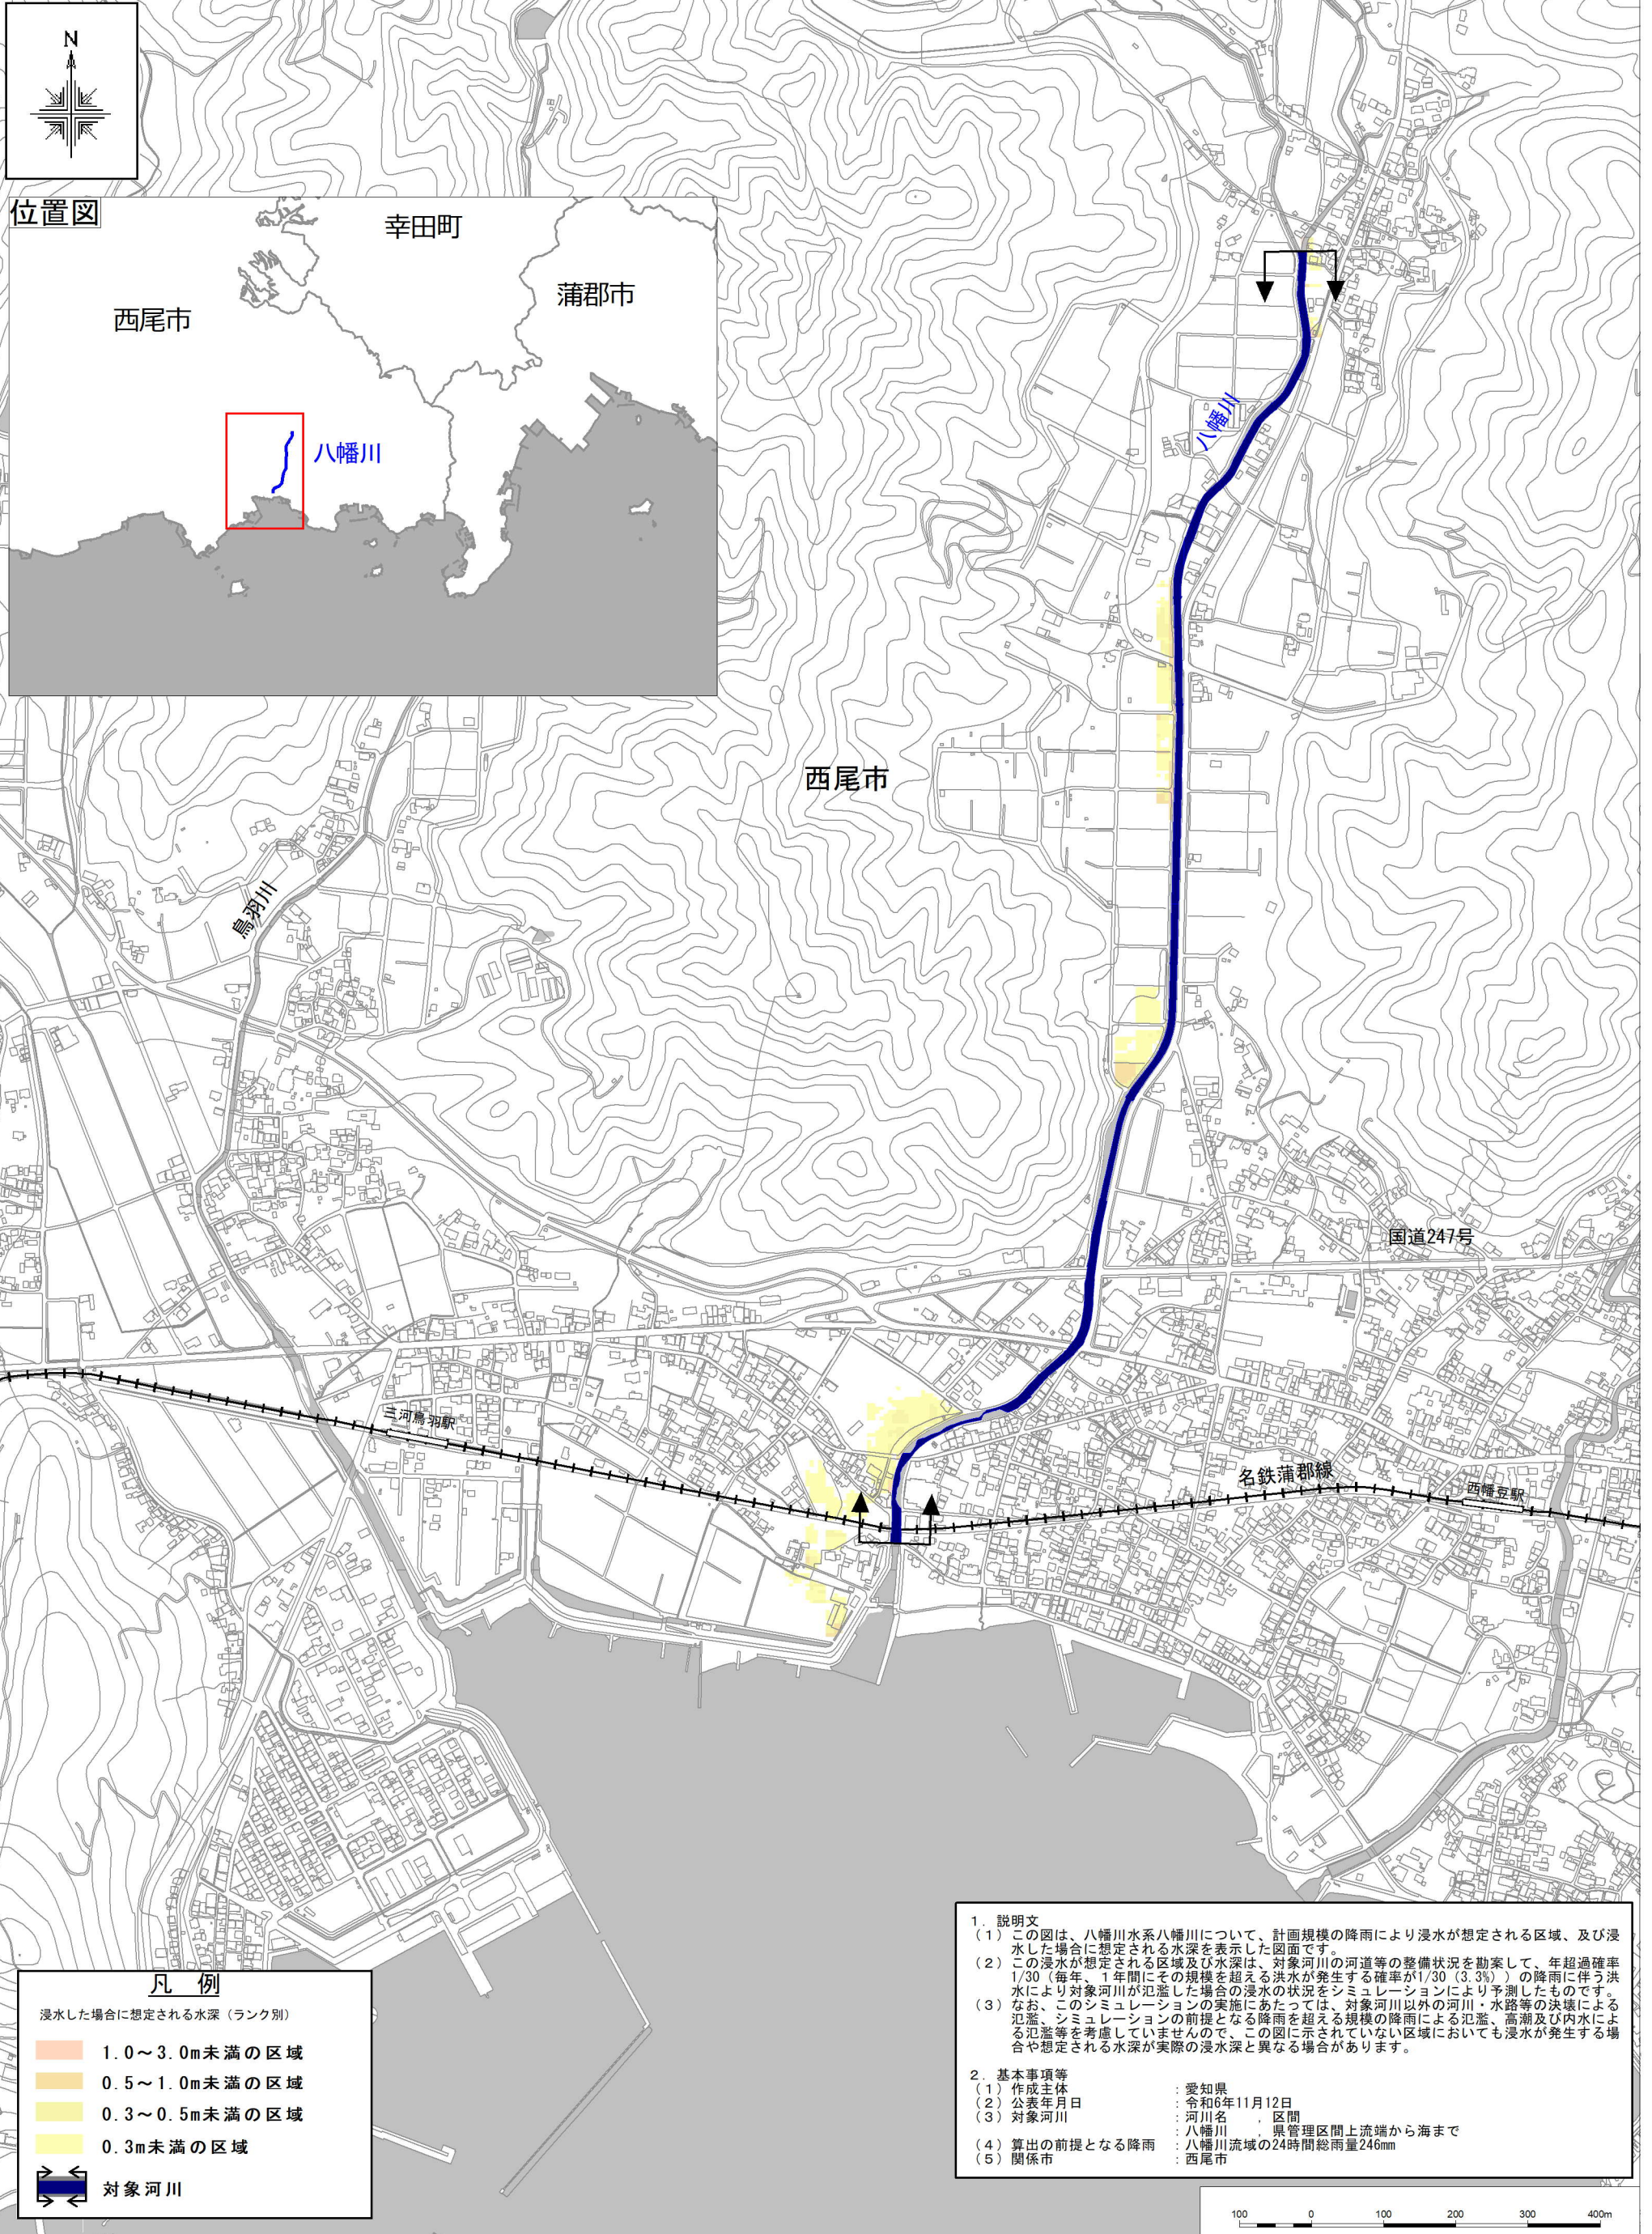 N
位置図
幸田町
蒲郡市
西尾市
八幡川
八幡川
西尾市
鳥羽川
国道247号
三河鳥羽駅
名鉄蒲郡線
西幡豆駅
1. 説明文
(1) この図は、八幡川水系八幡川について、計画規模の降雨により浸水が想定される区域、及び浸
水した場合に想定される水深を表示した図面です。
(2) この浸水が想定される区域及び水深は、対象河川の河道等の整備状況を勘案して、年超過確率
1/30（毎年、1年間にその規模を超える洪水が発生する確率が1/30（3.3%））の降雨に伴う洪
水により対象河川が氾濫した場合の浸水の状況をシミュレーションにより予測したものです。
(3) なお、このシミュレーションの実施にあたっては、対象河川以外の河川・水路等の決壊による
氾濫、シミュレーションの前提となる降雨を超える規模の降雨による氾濫、高潮及び内水によ
る氾濫等を考慮していませんので、この図に示されていない区域においても浸水が発生する場
合や想定される水深が実際の浸水深と異なる場合があります。
2. 基本事項等
(1) 作成主体 : 愛知県
(2) 公表年月日 : 令和6年11月12日
(3) 対象河川 : 河川名 , 区間
: 八幡川 , 県管理区間上流端から海まで
(4) 算出の前提となる降雨 : 八幡川流域の24時間総雨量246mm
(5) 関係市 : 西尾市
凡 例
浸水した場合に想定される水深（ランク別）
1.0～3.0m未満の区域
0.5～1.0m未満の区域
0.3～0.5m未満の区域
0.3m未満の区域
対象河川
100 0 100 200 300 400m